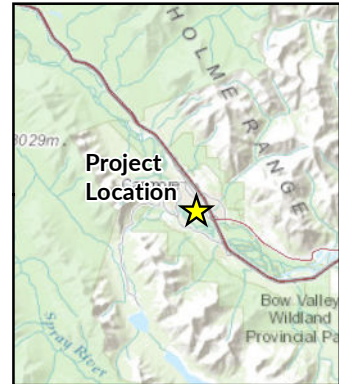 HOLME RANGE
3029m.
Project
Location
Bow Valley
Wildland
Provincial Pa
Spray River